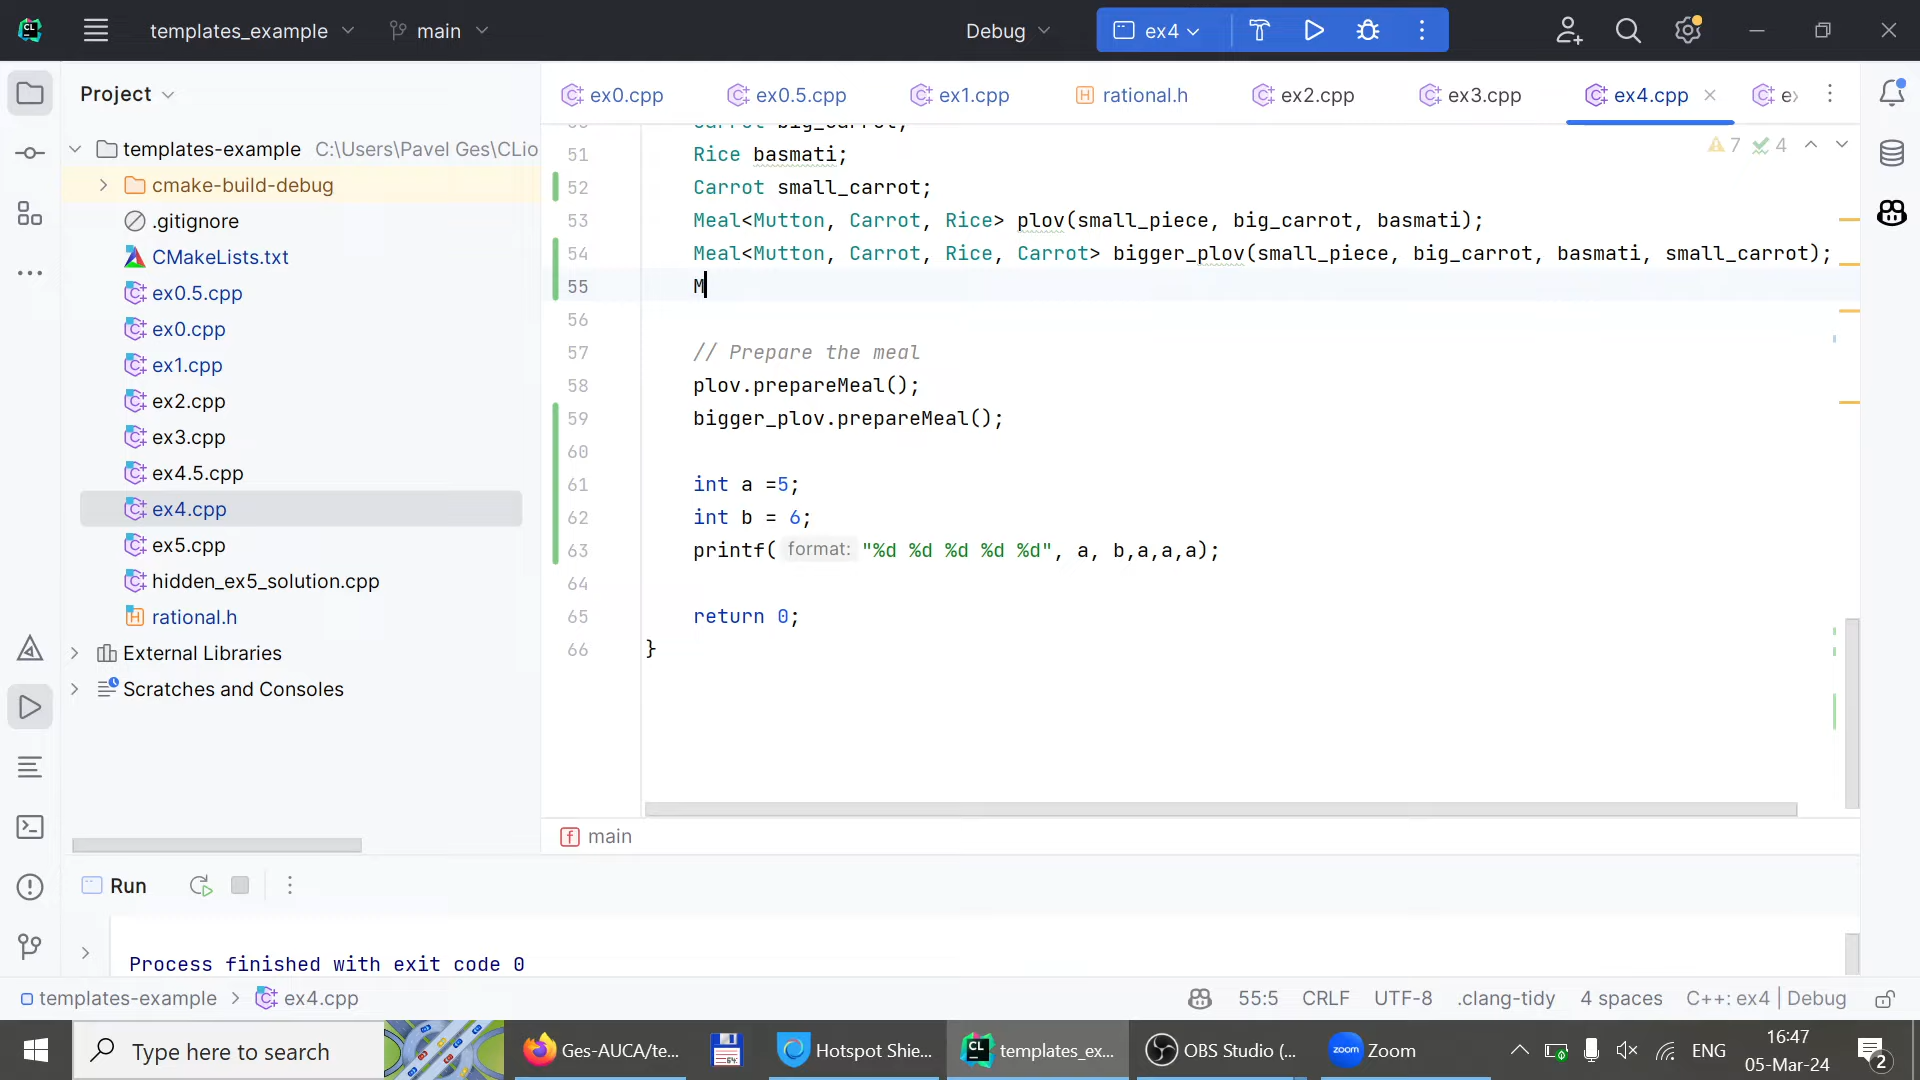 templates_example
main
Debug
ex4
Project
ex0.cpp
ex0.5.cpp
ex1.cpp
rational.h
ex2.cpp
ex3.cpp
ex4.cpp
templates-example C:\Users\Pavel Ges\CLio
cmake-build-debug
.gitignore
CMakeLists.txt
ex0.5.cpp
ex0.cpp
ex1.cpp
ex2.cpp
ex3.cpp
ex4.5.cpp
ex4.cpp
ex5.cpp
hidden_ex5_solution.cpp
rational.h
External Libraries
Scratches and Consoles
7 4
51 Rice basmati;
52 Carrot small_carrot;
53 Meal<Mutton, Carrot, Rice> plov(small_piece, big_carrot, basmati);
54 Meal<Mutton, Carrot, Rice, Carrot> bigger_plov(small_piece, big_carrot, basmati, small_carrot);
55 M
56
57 // Prepare the meal
58 plov.prepareMeal();
59 bigger_plov.prepareMeal();
60
61 int a =5;
62 int b = 6;
63 printf( format: "%d %d %d %d %d", a, b,a,a,a);
64
65 return 0;
66 }
main
Run
Process finished with exit code 0
templates-example > ex4.cpp
55:5 CRLF UTF-8 .clang-tidy 4 spaces C++: ex4 | Debug
Type here to search
Ges-AUCA/te...
64
Hotspot Shie...
templates_ex...
OBS Studio (...
zoom Zoom
ENG
16:47
05-Mar-24
2